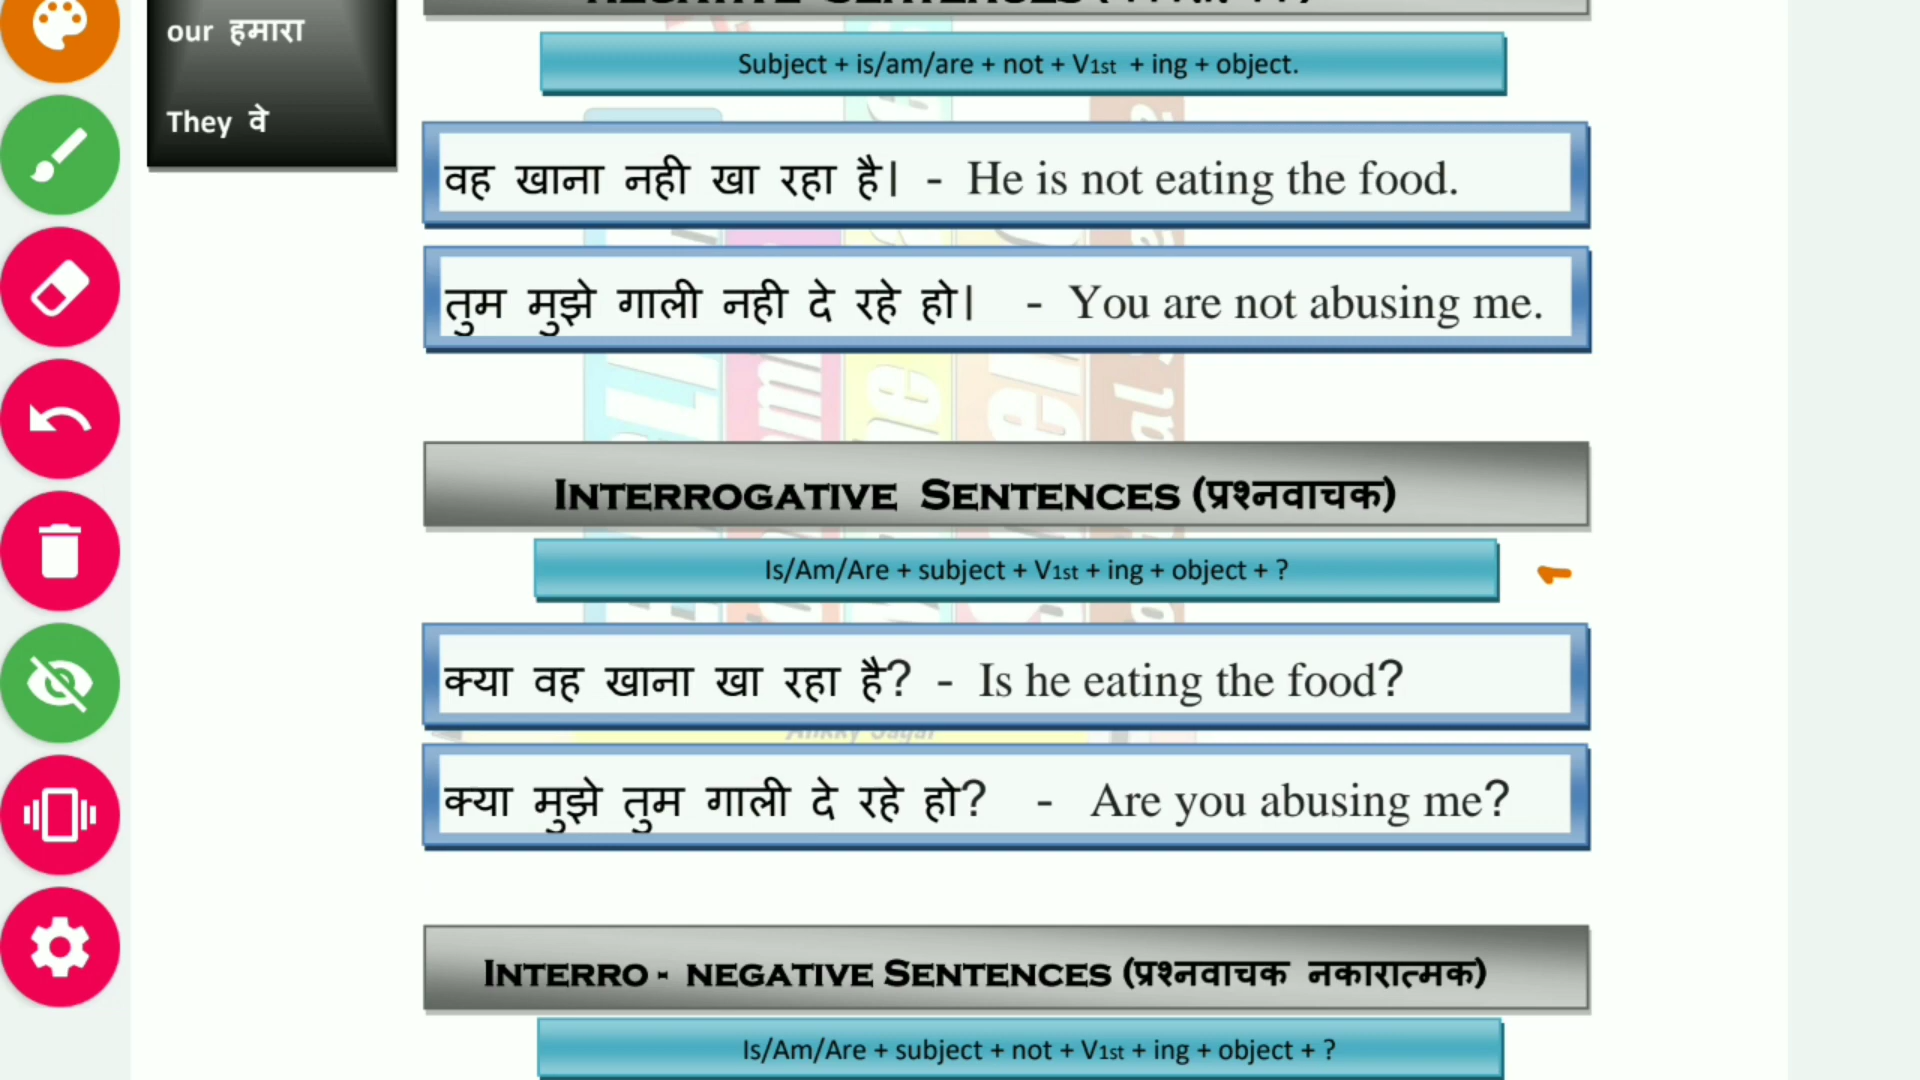 our हमारा
They वे
NEGATIVE SENTENCES
Subject + is/am/are + not + V1st + ing + object.
वह खाना नही खा रहा है| - He is not eating the food.
तुम मुझे गाली नही दे रहे हो| - You are not abusing me.
INTERROGATIVE SENTENCES (प्रश्नवाचक)
Is/Am/Are + subject + V1st + ing + object + ?
क्या वह खाना खा रहा है? - Is he eating the food?
क्या मुझे तुम गाली दे रहे हो? - Are you abusing me?
INTERRO - NEGATIVE SENTENCES (प्रश्नवाचक नकारात्मक)
Is/Am/Are + subject + not + V1st + ing + object + ?